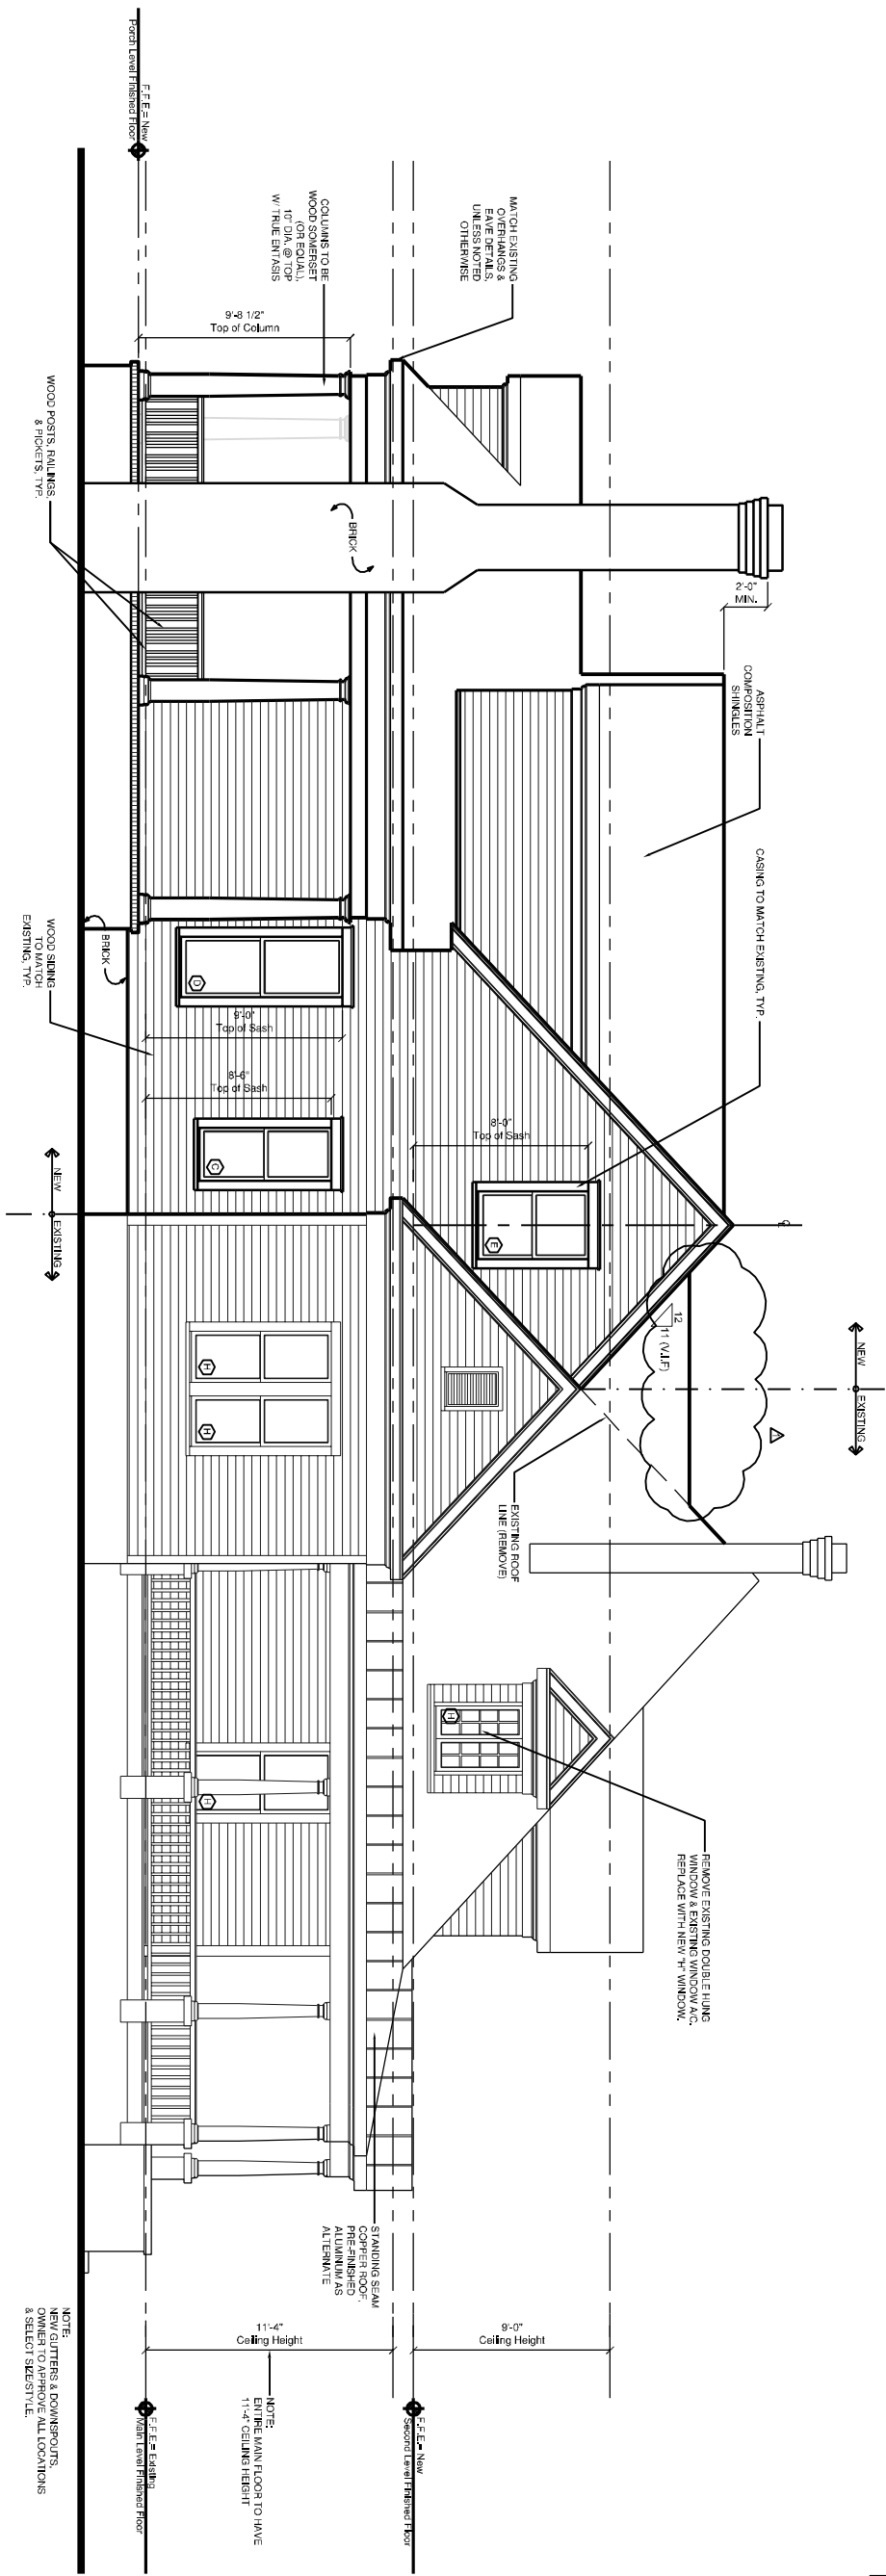 F.F.E.= New
Porch Level Finished Floor
COLUMNS TO BE
WOOD SOMERSET
(OR EQUAL),
10" DIA. @ TOP
W/ TRUE ENTASIS
MATCH EXISTING
OVERHANGS &
EAVE DETAILS,
UNLESS NOTED
OTHERWISE
9'-8 1/2"
Top of Column
WOOD POSTS, RAILINGS,
& PICKETS, TYP.
BRICK
2'-0"
MIN.
ASPHALT
COMPOSITION
SHINGLES
CASING TO MATCH EXISTING, TYP.
BRICK
WOOD SIDING
TO MATCH
EXISTING, TYP.
D
9'-0"
Top of Sash
8'-6"
Top of Sash
C
8'-0"
Top of Sash
E
CL
NEW
EXISTING
12
11 (V.I.F)
NEW
EXISTING
1
H
H
EXISTING ROOF
LINE (REMOVE)
H
H
REMOVE EXISTING DOUBLE HUNG
WINDOW & EXISTING WINDOW A/C.
REPLACE WITH NEW "H" WINDOW.
STANDING SEAM
COPPER ROOF,
PRE-FINISHED
ALUMINUM AS
ALTERNATE
11'-4"
Ceiling Height
9'-0"
Ceiling Height
NOTE:
ENTIRE MAIN FLOOR TO HAVE
11'-4" CEILING HEIGHT
F.F.E.= New
Second Level Finished Floor
F.F.E.= Existing
Main Level Finished Floor
NOTE:
NEW GUTTERS & DOWNSPOUTS,
OWNER TO APPROVE ALL LOCATIONS
& SELECT SIZE/STYLE.